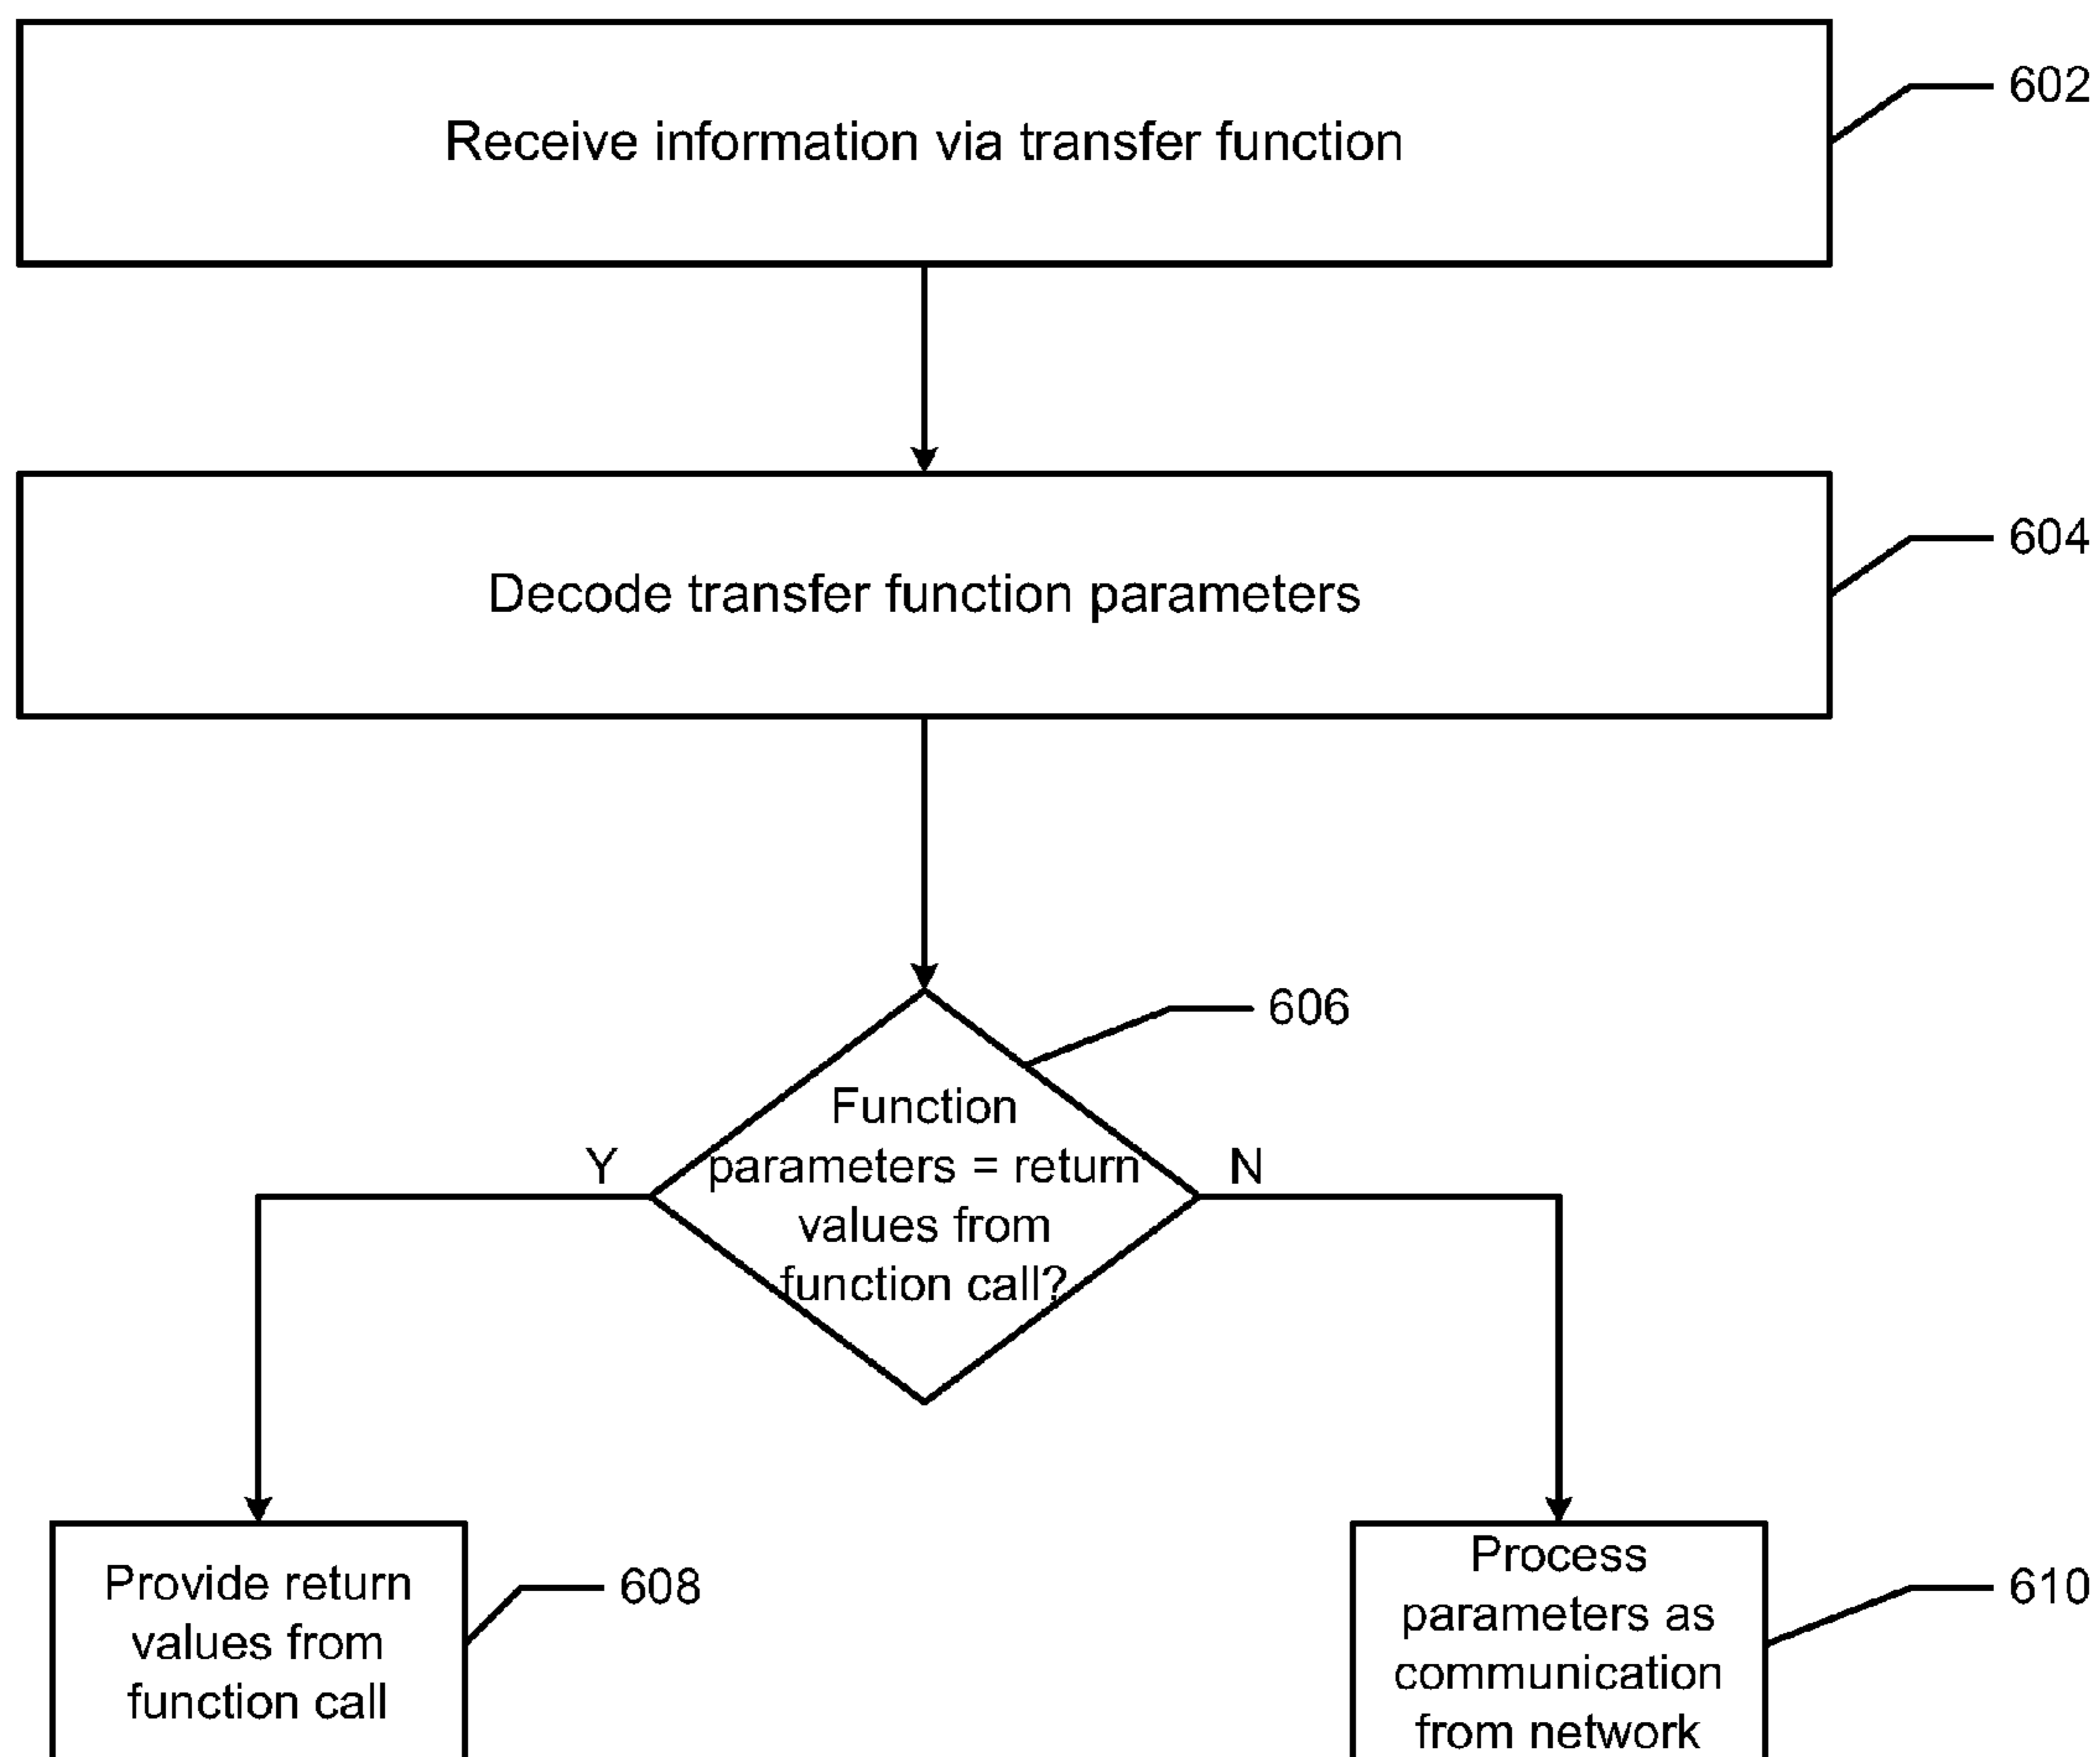 Receive information via transfer function
602
Decode transfer function parameters
604
606
Function
parameters = return
values from
function call?
Y
N
Provide return
values from
function call
608
Process
parameters as
communication
from network
610